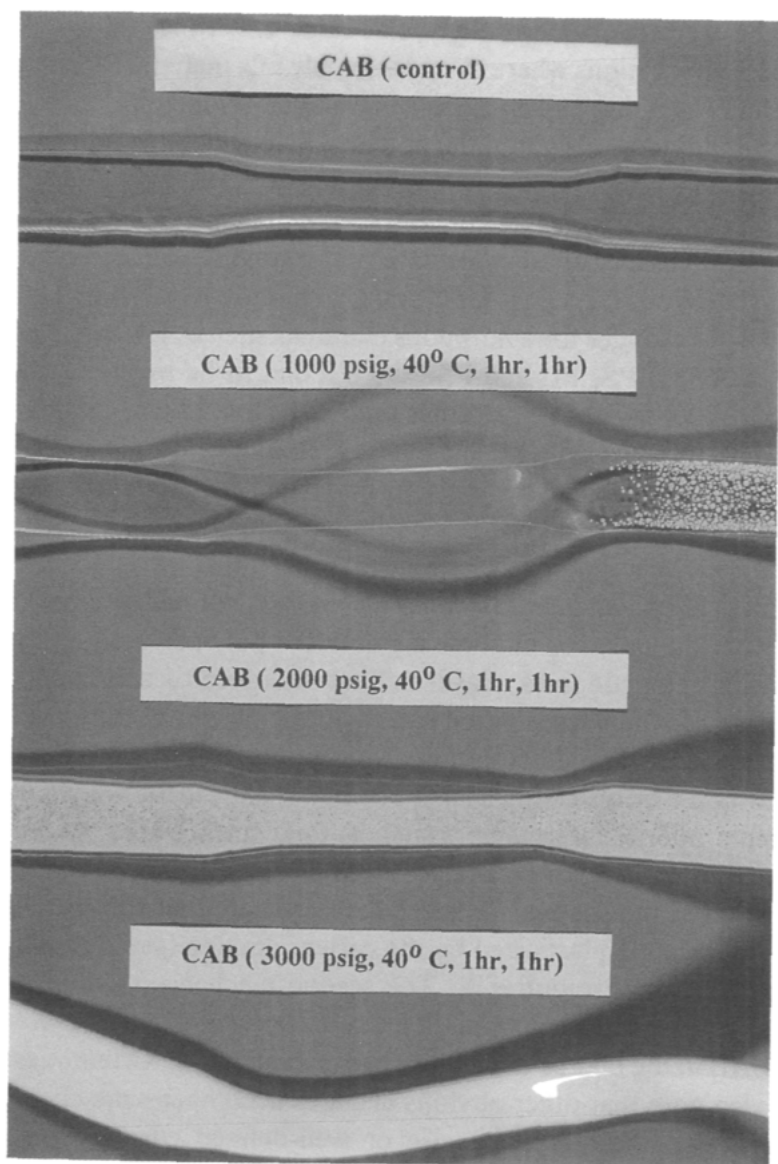 CAB ( control)
CAB ( 1000 psig, 40⁰ C, 1hr, 1hr)
CAB ( 2000 psig, 40⁰ C, 1hr, 1hr)
CAB ( 3000 psig, 40⁰ C, 1hr, 1hr)